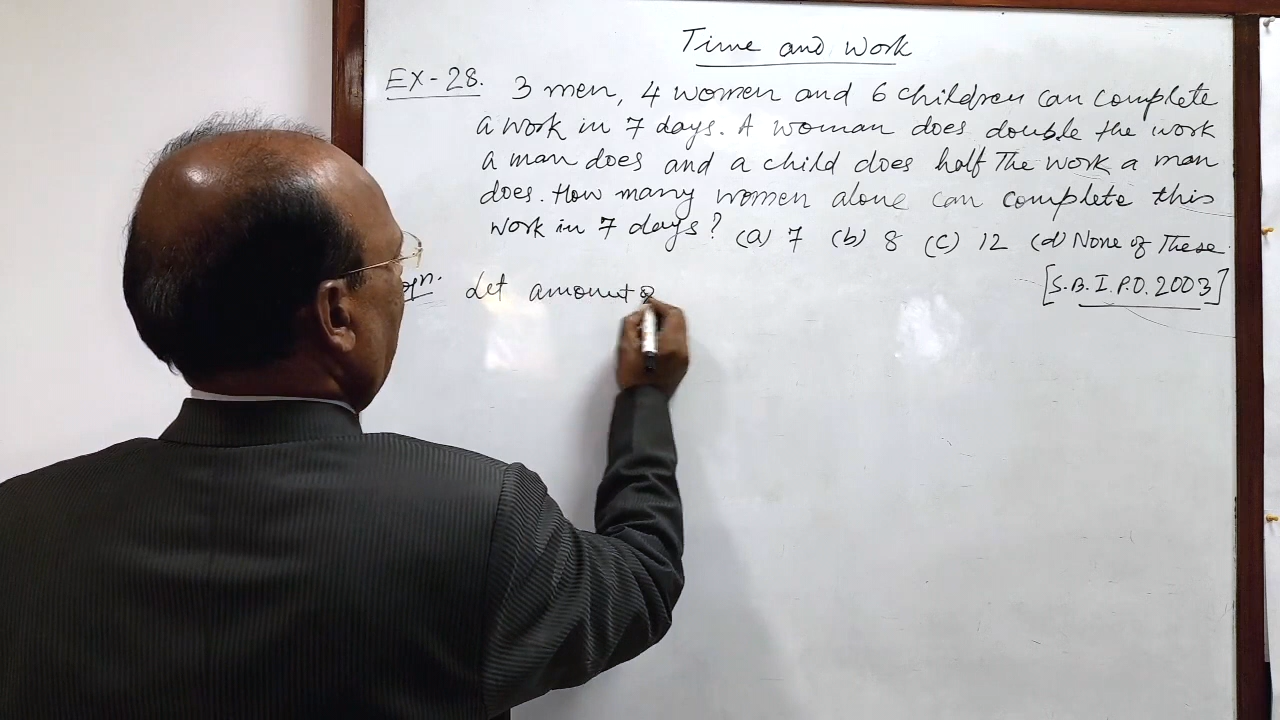 Time and Work
EX-28. 3 men, 4 women and 6 children can complete
a work in 7 days. A woman does double the work
a man does and a child does half The work a man
does. How many women alone can complete this
work in 7 days? (a) 7 (b) 8 (c) 12 (d) None of These.
[S.B.I.P.O. 2003]
Let amount